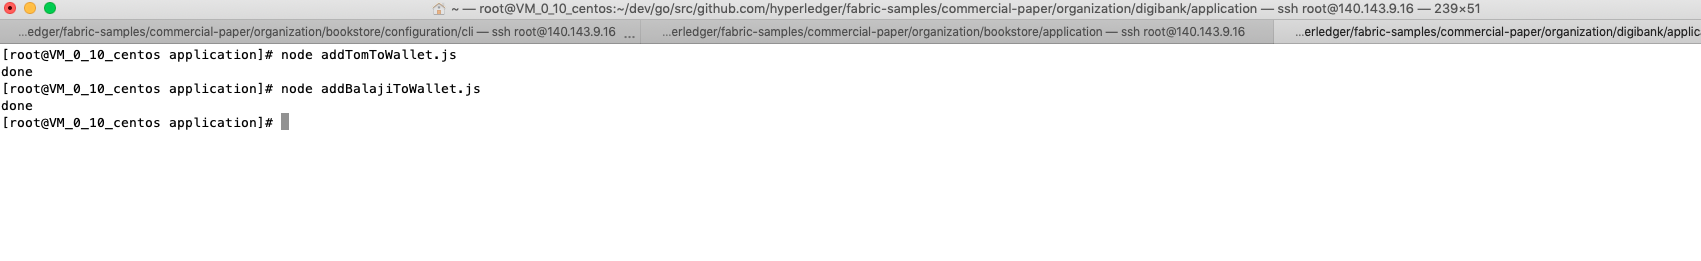 ~ — root@VM_0_10_centos:~/dev/go/src/github.com/hyperledger/fabric-samples/commercial-paper/organization/digibank/application — ssh root@140.143.9.16 — 239×51
...edger/fabric-samples/commercial-paper/organization/bookstore/configuration/cli — ssh root@140.143.9.16 ...
...erledger/fabric-samples/commercial-paper/organization/bookstore/application — ssh root@140.143.9.16
...erledger/fabric-samples/commercial-paper/organization/digibank/applic
[root@VM_0_10_centos application]# node addTomToWallet.js
done
[root@VM_0_10_centos application]# node addBalajiToWallet.js
done
[root@VM_0_10_centos application]#